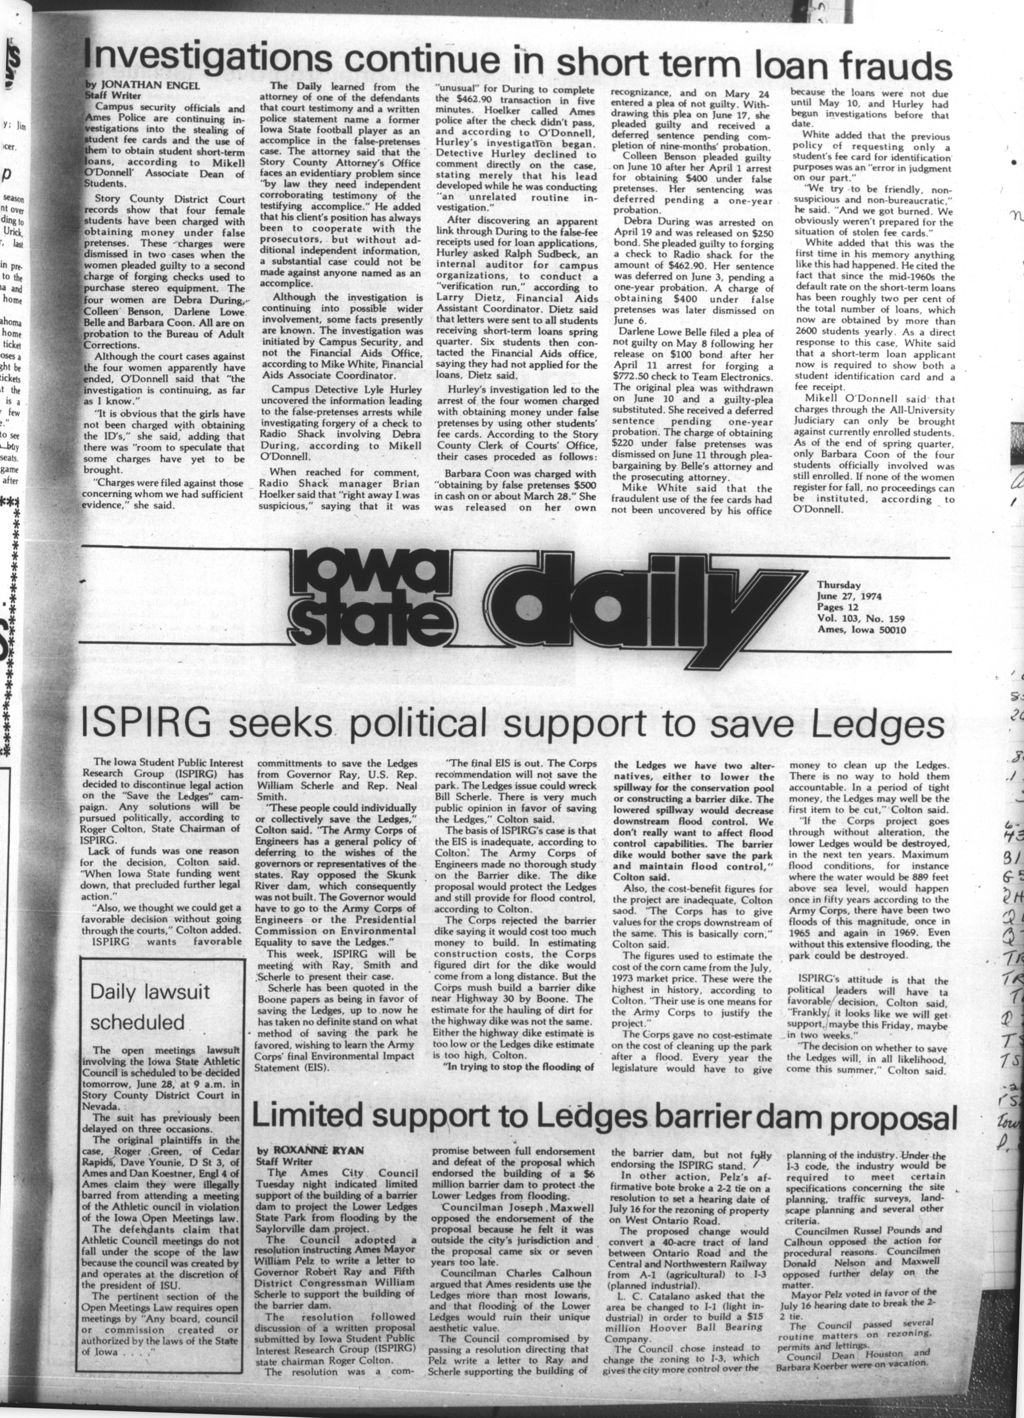 Investigations continue in short term loan frauds
by JONATHAN ENGEL
Staff Writer
Campus security officials and
Ames Police are continuing in-
vestigations into the stealing of
student fee cards and the use of
them to obtain student short-term
loans, according to Mikell
O'Donnell' Associate Dean of
Students.
Story County District Court
records show that four female
students have been charged with
obtaining money under false
pretenses. These charges were
dismissed in two cases when the
women pleaded guilty to a second
charge of forging checks used to
purchase stereo equipment. The
four women are Debra During,
Colleen Benson, Darlene Lowe
Belle and Barbara Coon. All are on
probation to the Bureau of Adult
Corrections.
Although the court cases against
the four women apparently have
ended, O'Donnell said that "the
investigation is continuing, as far
as I know."
"It is obvious that the girls have
not been charged with obtaining
the ID's," she said, adding that
there was "room to speculate that
some charges have yet to be
brought.
"Charges were filed against those
concerning whom we had sufficient
evidence," she said.
The Daily learned from the
attorney of one of the defendants
that court testimony and a written
police statement name a former
Iowa State football player as an
accomplice in the false-pretenses
case. The attorney said that the
Story County Attorney's Office
faces an evidentiary problem since
"by law they need independent
corroborating testimony of the
testifying accomplice." He added
that his client's position has always
been to cooperate with the
prosecutors, but without ad-
ditional independent information,
a substantial case could not be
made against anyone named as an
accomplice.
Although the investigation is
continuing into possible wider
involvement, some facts presently
are known. The investigation was
initiated by Campus Security, and
not the Financial Aids Office,
according to Mike White, Financial
Aids Associate Coordinator.
Campus Detective Lyle Hurley
uncovered the information leading
to the false-pretenses arrests while
investigating forgery of a check to
Radio Shack involving Debra
During, according to Mikell
O'Donnell.
When reached for comment,
Radio Shack manager Brian
Hoelker said that "right away I was
suspicious," saying that it was
"unusual" for During to complete
the $462.90 transaction in five
minutes. Hoelker called Ames
police after the check didn't pass,
and according to O'Donnell,
Hurley's investigation began.
Detective Hurley declined to
comment directly on the case,
stating merely that his lead
developed while he was conducting
"an unrelated routine in-
vestigation."
After discovering an apparent
link through During to the false-fee
receipts used for loan applications,
Hurley asked Ralph Sudbeck, an
internal auditor for campus
organizations, to conduct a
"verification run," according to
Larry Dietz, Financial Aids
Assistant Coordinator. Dietz said
that letters were sent to all students
receiving short-term loans spring
quarter. Six students then con-
tacted the Financial Aids office,
saying they had not applied for the
loans, Dietz said.
Hurley's investigation led to the
arrest of the four women charged
with obtaining money under false
pretenses by using other students'
fee cards. According to the Story
County Clerk of Courts' Office,
their cases proceded as follows:
Barbara Coon was charged with
"obtaining by false pretenses $500
in cash on or about March 28." She
was released on her own
recognizance, and on May 24
entered a plea of not guilty. With-
drawing this plea on June 17, she
pleaded guilty and received a
deferred sentence pending com-
pletion of nine-months' probation.
Colleen Benson pleaded guilty
on June 10 after her April 1 arrest
for obtaining $400 under false
pretenses. Her sentencing was
deferred pending a one-year
probation.
Debra During was arrested on
April 19 and was released on $250
bond. She pleaded guilty to forging
a check to Radio shack for the
amount of $462.90. Her sentence
was deferred on June 3, pending a
one-year probation. A charge of
obtaining $400 under false
pretenses was later dismissed on
June 6.
Darlene Lowe Belle filed a plea of
not guilty on May 8 following her
release on $100 bond after her
April 11 arrest for forging a
$772.50 check to Team Electronics.
The original plea was withdrawn
on June 10 and a guilty-plea
substituted. She received a deferred
sentence pending one-year
probation. The charge of obtaining
$220 under false pretenses was
dismissed on June 11 through plea-
bargaining by Belle's attorney and
the prosecuting attorney.
Mike White said that the
fraudulent use of the fee cards had
not been uncovered by his office
because the loans were not due
until May 10, and Hurley had
begun investigations before that
date.
White added that the previous
policy of requesting only a
student's fee card for identification
purposes was an "error in judgment
on our part."
"We try to be friendly, non-
suspicious and non-bureaucratic,"
he said. "And we got burned. We
obviously weren't prepared for the
situation of stolen fee cards."
White added that this was the
first time in his memory anything
like this had happened. He cited the
fact that since the mid-1960s the
default rate on the short-term loans
has been roughly two per cent of
the total number of loans, which
now are obtained by more than
2600 students yearly. As a direct
response to this case, White said
that a short-term loan applicant
now is required to show both a
student identification card and a
fee receipt.
Mikell O'Donnell said that
charges through the All-University
Judiciary can only be brought
against currently enrolled students.
As of the end of spring quarter,
only Barbara Coon of the four
students officially involved was
still enrolled. If none of the women
register for fall, no proceedings can
be instituted, according to
O'Donnell.
Iowa State daily
Thursday
June 27, 1974
Pages 12
Vol. 103, No. 159
Ames, Iowa 50010
ISPIRG seeks political support to save Ledges
The Iowa Student Public Interest
Research Group (ISPIRG) has
decided to discontinue legal action
on the "Save the Ledges" cam-
paign. Any solutions will be
pursued politically, according to
Roger Colton, State Chairman of
ISPIRG.
Lack of funds was one reason
for the decision, Colton said.
"When Iowa State funding went
down, that precluded further legal
action."
"Also, we thought we could get a
favorable decision without going
through the courts," Colton added.
ISPIRG wants favorable
committments to save the Ledges
from Governor Ray, U.S. Rep.
William Scherle and Rep. Neal
Smith.
"These people could individually
or collectively save the Ledges,"
Colton said. "The Army Corps of
Engineers has a general policy of
deferring to the wishes of the
governors or representatives of the
states. Ray opposed the Skunk
River dam, which consequently
was not built. The Governor would
have to go to the Army Corps of
Engineers or the Presidential
Commission on Environmental
Equality to save the Ledges."
This week, ISPIRG will be
meeting with Ray, Smith and
Scherle to present their case.
Scherle has been quoted in the
Boone papers as being in favor of
saving the Ledges, up to now he
has taken no definite stand on what
method of saving the park he
favored, wishing to learn the Army
Corps' final Environmental Impact
Statement (EIS).
"The final EIS is out. The Corps
recommendation will not save the
park. The Ledges issue could wreck
Bill Scherle. There is very much
public opinion in favor of saving
the Ledges," Colton said.
The basis of ISPIRG's case is that
the EIS is inadequate, according to
Colton. The Army Corps of
Engineers made no thorough study
on the Barrier dike. The dike
proposal would protect the Ledges
and still provide for flood control,
according to Colton.
The Corps rejected the barrier
dike saying it would cost too much
money to build. In estimating
construction costs, the Corps
figured dirt for the dike would
come from a long distance. But the
Corps mush build a barrier dike
near Highway 30 by Boone. The
estimate for the hauling of dirt for
the highway dike was not the same.
Either the highway dike estimate is
too low or the Ledges dike estimate
is too high, Colton.
"In trying to stop the flooding of
the Ledges we have two alter-
natives, either to lower the
spillway for the conservation pool
or constructing a barrier dike. The
lowered spillway would decrease
downstream flood control. We
don't really want to affect flood
control capabilities. The barrier
dike would bother save the park
and maintain flood control,"
Colton said.
Also, the cost-benefit figures for
the project are inadequate, Colton
saod. "The Corps has to give
values for the crops downstream of
the same. This is basically corn,"
Colton said.
The figures used to estimate the
cost of the corn came from the July,
1973 market price. These were the
highest in history, according to
Colton. "Their use is one means for
the Army Corps to justify the
project."
The Corps gave no cost-estimate
on the cost of cleaning up the park
after a flood. Every year the
legislature would have to give
money to clean up the Ledges.
There is no way to hold them
accountable. In a period of tight
money, the Ledges may well be the
first item to be cut," Colton said.
"If the Corps project goes
through without alteration, the
lower Ledges would be destroyed,
in the next ten years. Maximum
flood conditions, for instance
where the water would be 889 feet
above sea level, would happen
once in fifty years according to the
Army Corps, there have been two
floods of this magnitude, once in
1965 and again in 1969. Even
without this extensive flooding, the
park could be destroyed.
ISPIRG's attitude is that the
political leaders will have ta
favorable decision, Colton said,
"Frankly, it looks like we will get
support, maybe this Friday, maybe
in two weeks."
"The decision on whether to save
the Ledges will, in all likelihood,
come this summer," Colton said.
Daily lawsuit
scheduled
The open meetings lawsuit
involving the Iowa State Athletic
Council is scheduled to be decided
tomorrow, June 28, at 9 a.m. in
Story County District Court in
Nevada.
The suit has previously been
delayed on three occasions.
The original plaintiffs in the
case, Roger Green, of Cedar
Rapids, Dave Younie, D St 3, of
Ames and Dan Koestner, Engl 4 of
Ames claim they were illegally
barred from attending a meeting
of the Athletic ouncil in violation
of the Iowa Open Meetings law.
The defendents claim that
Athletic Council meetings do not
fall under the scope of the law
because the council was created by
and operates at the discretion of
the president of ISU.
The pertinent section of the
Open Meetings Law requires open
meetings by "Any board, council
or commission created or
authorized by the laws of the State
of Iowa . . . ."
Limited support to Ledges barrier dam proposal
by ROXANNE RYAN
Staff Writer
The Ames City Council
Tuesday night indicated limited
support of the building of a barrier
dam to project the Lower Ledges
State Park from flooding by the
Saylorville dam project.
The Council adopted a
resolution instructing Ames Mayor
William Pelz to write a letter to
Governor Robert Ray and Fifth
District Congressman William
Scherle to support the building of
the barrier dam.
The resolution followed
discussion of a written proposal
submitted by Iowa Student Public
Interest Research Group (ISPIRG)
state chairman Roger Colton.
The resolution was a com-
promise between full endorsement
and defeat of the proposal which
endorsed the building of a $6
million barrier dam to protect the
Lower Ledges from flooding.
Councilman Joseph Maxwell
opposed the endorsement of the
proposal because he felt it was
outside the city's jurisdiction and
the proposal came six or seven
years too late.
Councilman Charles Calhoun
argued that Ames residents use the
Ledges more than most Iowans,
and that flooding of the Lower
Ledges would ruin their unique
aesthetic value.
The Council compromised by
passing a resolution directing that
Pelz write a letter to Ray and
Scherle supporting the building of
the barrier dam, but not fully
endorsing the ISPIRG stand.
In other action, Pelz's af-
firmative bote broke a 2-2 tie on a
resolution to set a hearing date of
July 16 for the rezoning of property
on West Ontario Road.
The proposed change would
convert a 40-acre tract of land
between Ontario Road and the
Central and Northwestern Railway
from A-1 (agricultural) to I-3
(planned industrial).
L. C. Catalano asked that the
area be changed to I-1 (light in-
dustrial) in order to build a $15
million Hoover Ball Bearing
Company.
The Council chose instead to
change the zoning to I-3, which
gives the city more control over the
planning of the industry. Under the
I-3 code, the industry would be
required to meet certain
specifications concerning the site
planning, traffic surveys, land-
scape planning and several other
criteria.
Councilmen Russel Pounds and
Calhoun opposed the action for
procedural reasons. Councilmen
Donald Nelson and Maxwell
opposed further delay on the
matter.
Mayor Pelz voted in favor of the
July 16 hearing date to break the 2-
2 tie.
The Council passed several
routine matters on rezoning,
permits and lettings.
Council Dean Houston and
Barbara Koerber were on vacation.